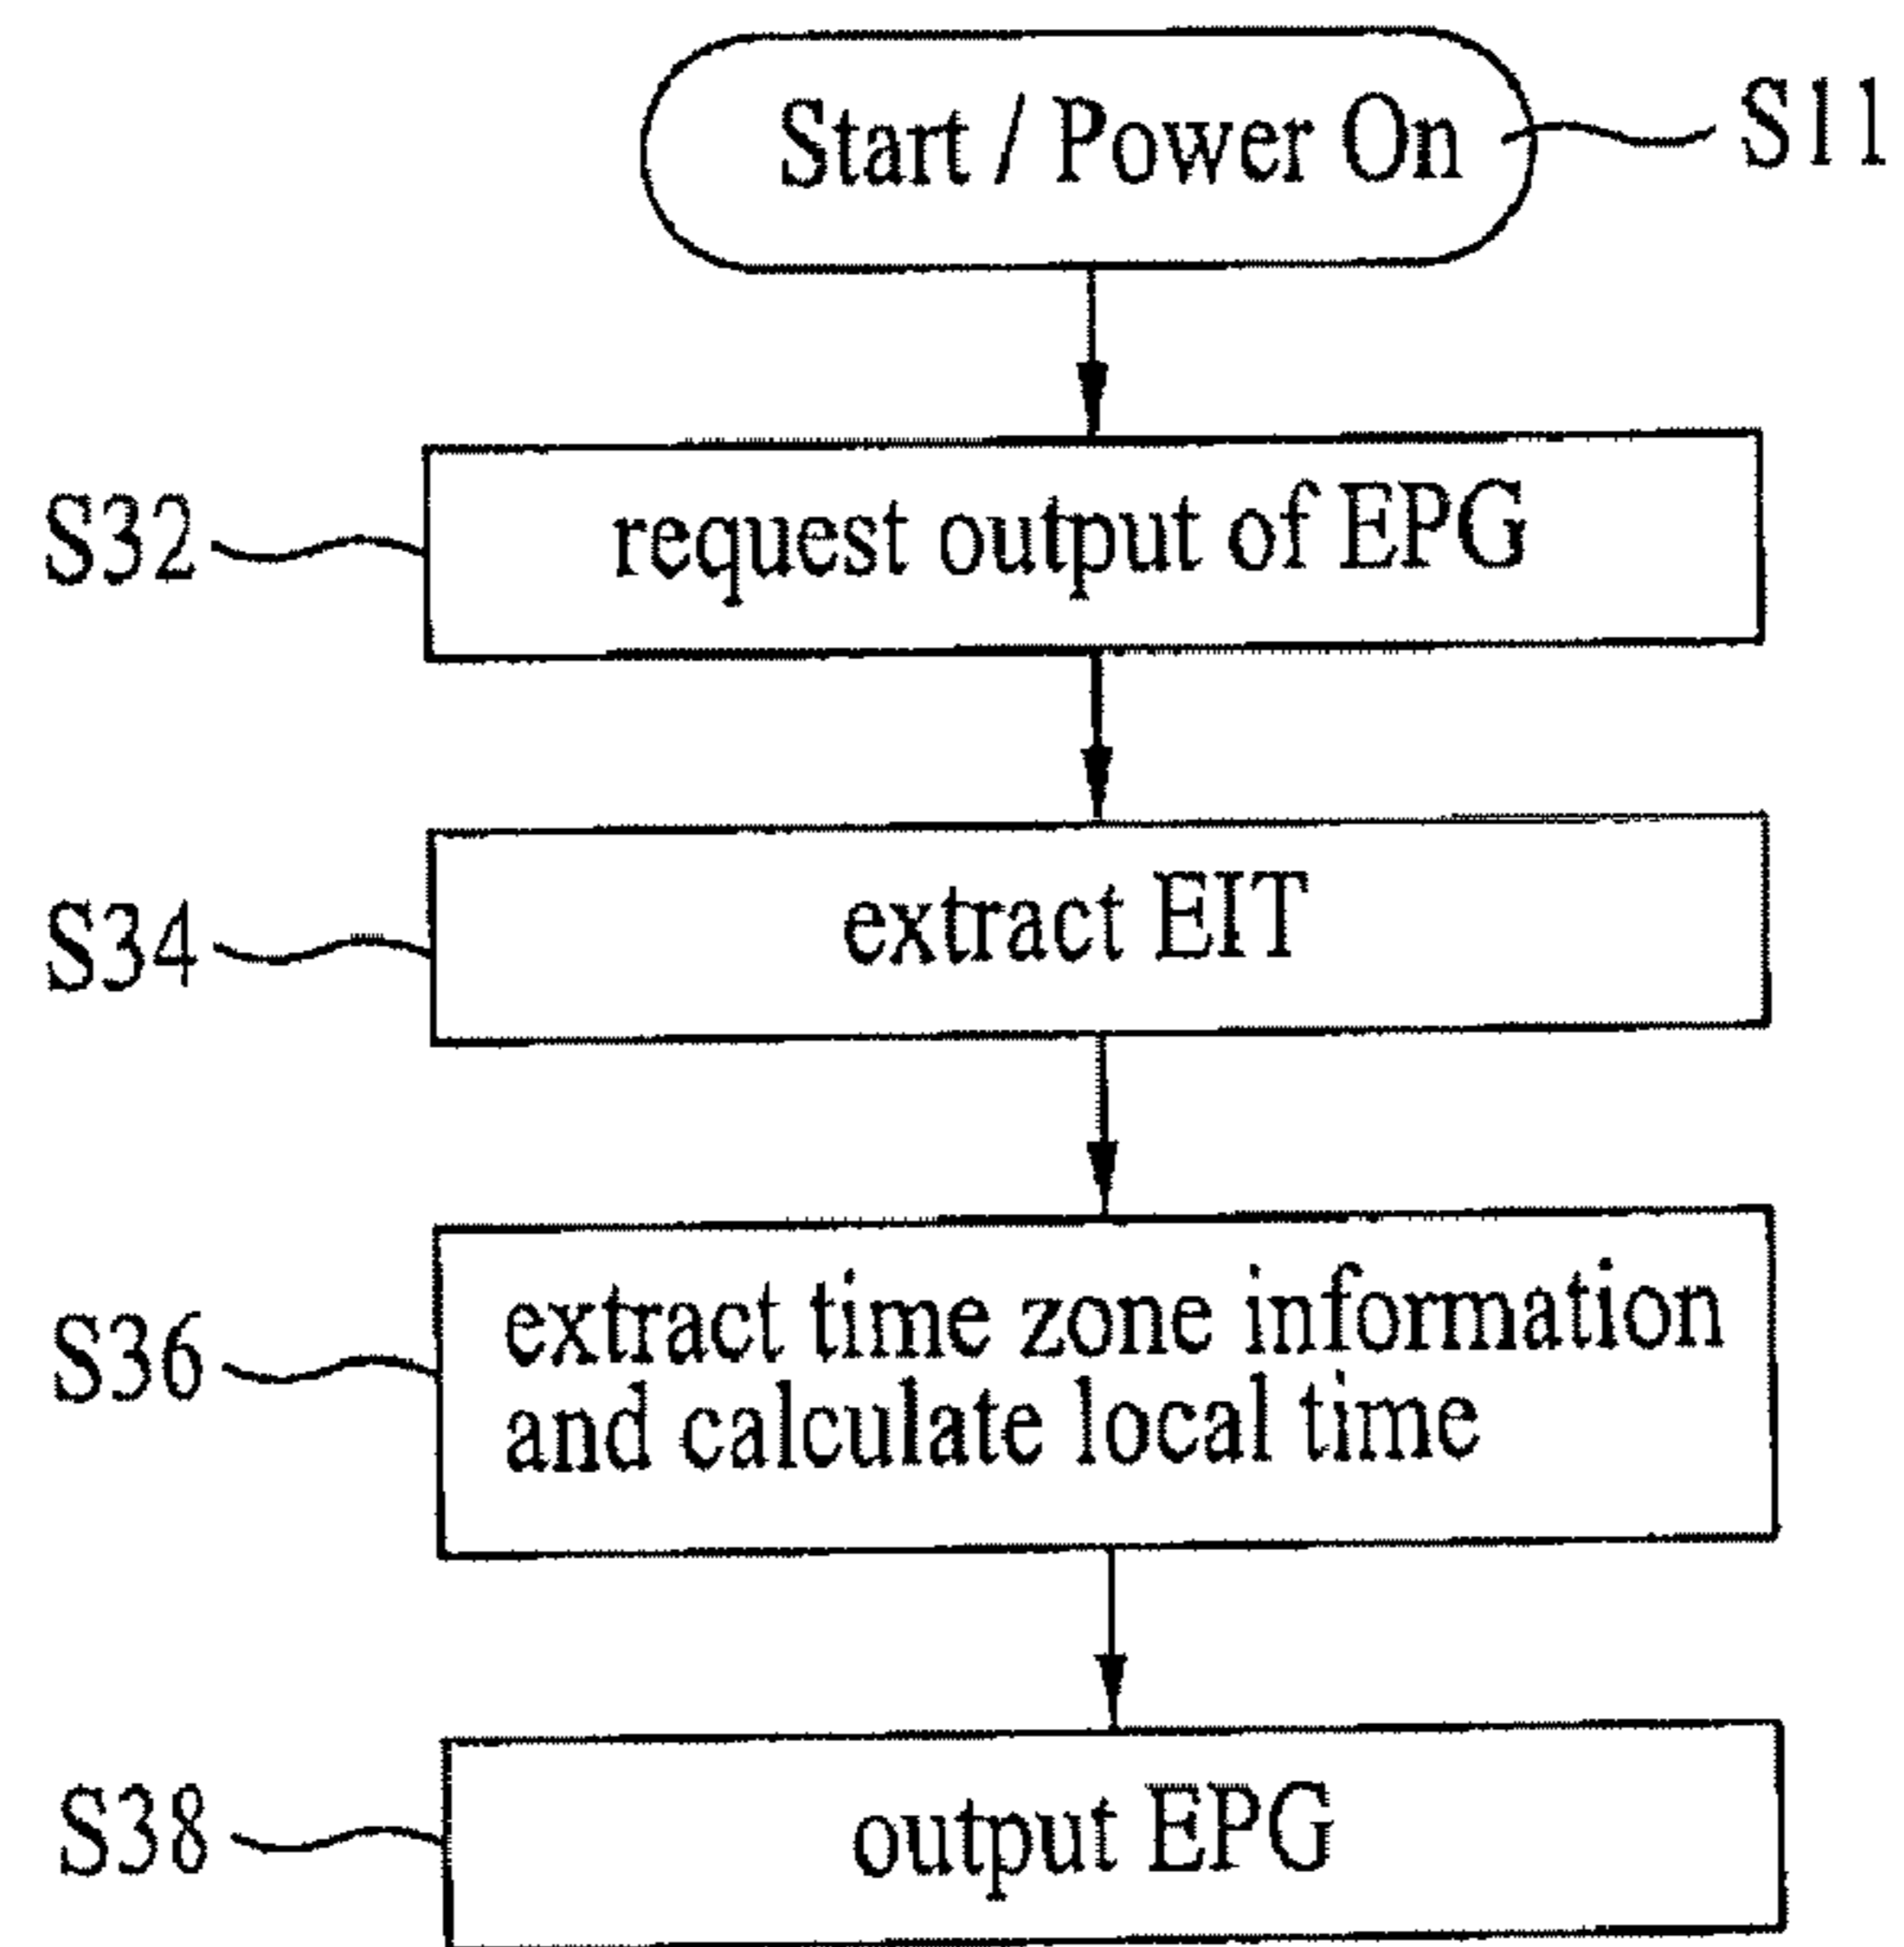 Start / Power On S11
S32 request output of EPG
S34 extract EIT
S36 extract time zone information
and calculate local time
S38 output EPG